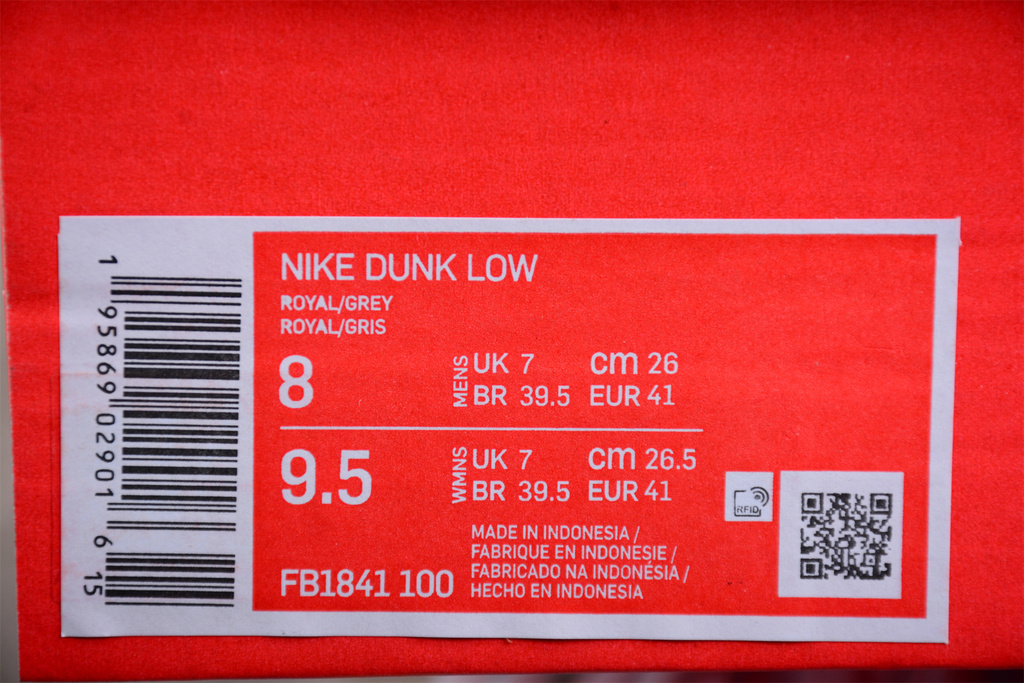 1 95869 02901 6 15
NIKE DUNK LOW
ROYAL/GREY
ROYAL/GRIS
8
MENS
UK 7 cm 26
BR 39.5 EUR 41
9.5
WMNS
UK 7 cm 26.5
BR 39.5 EUR 41
MADE IN INDONESIA /
FABRIQUE EN INDONESIE /
FABRICADO NA INDONÉSIA /
HECHO EN INDONESIA
FB1841 100
RFID